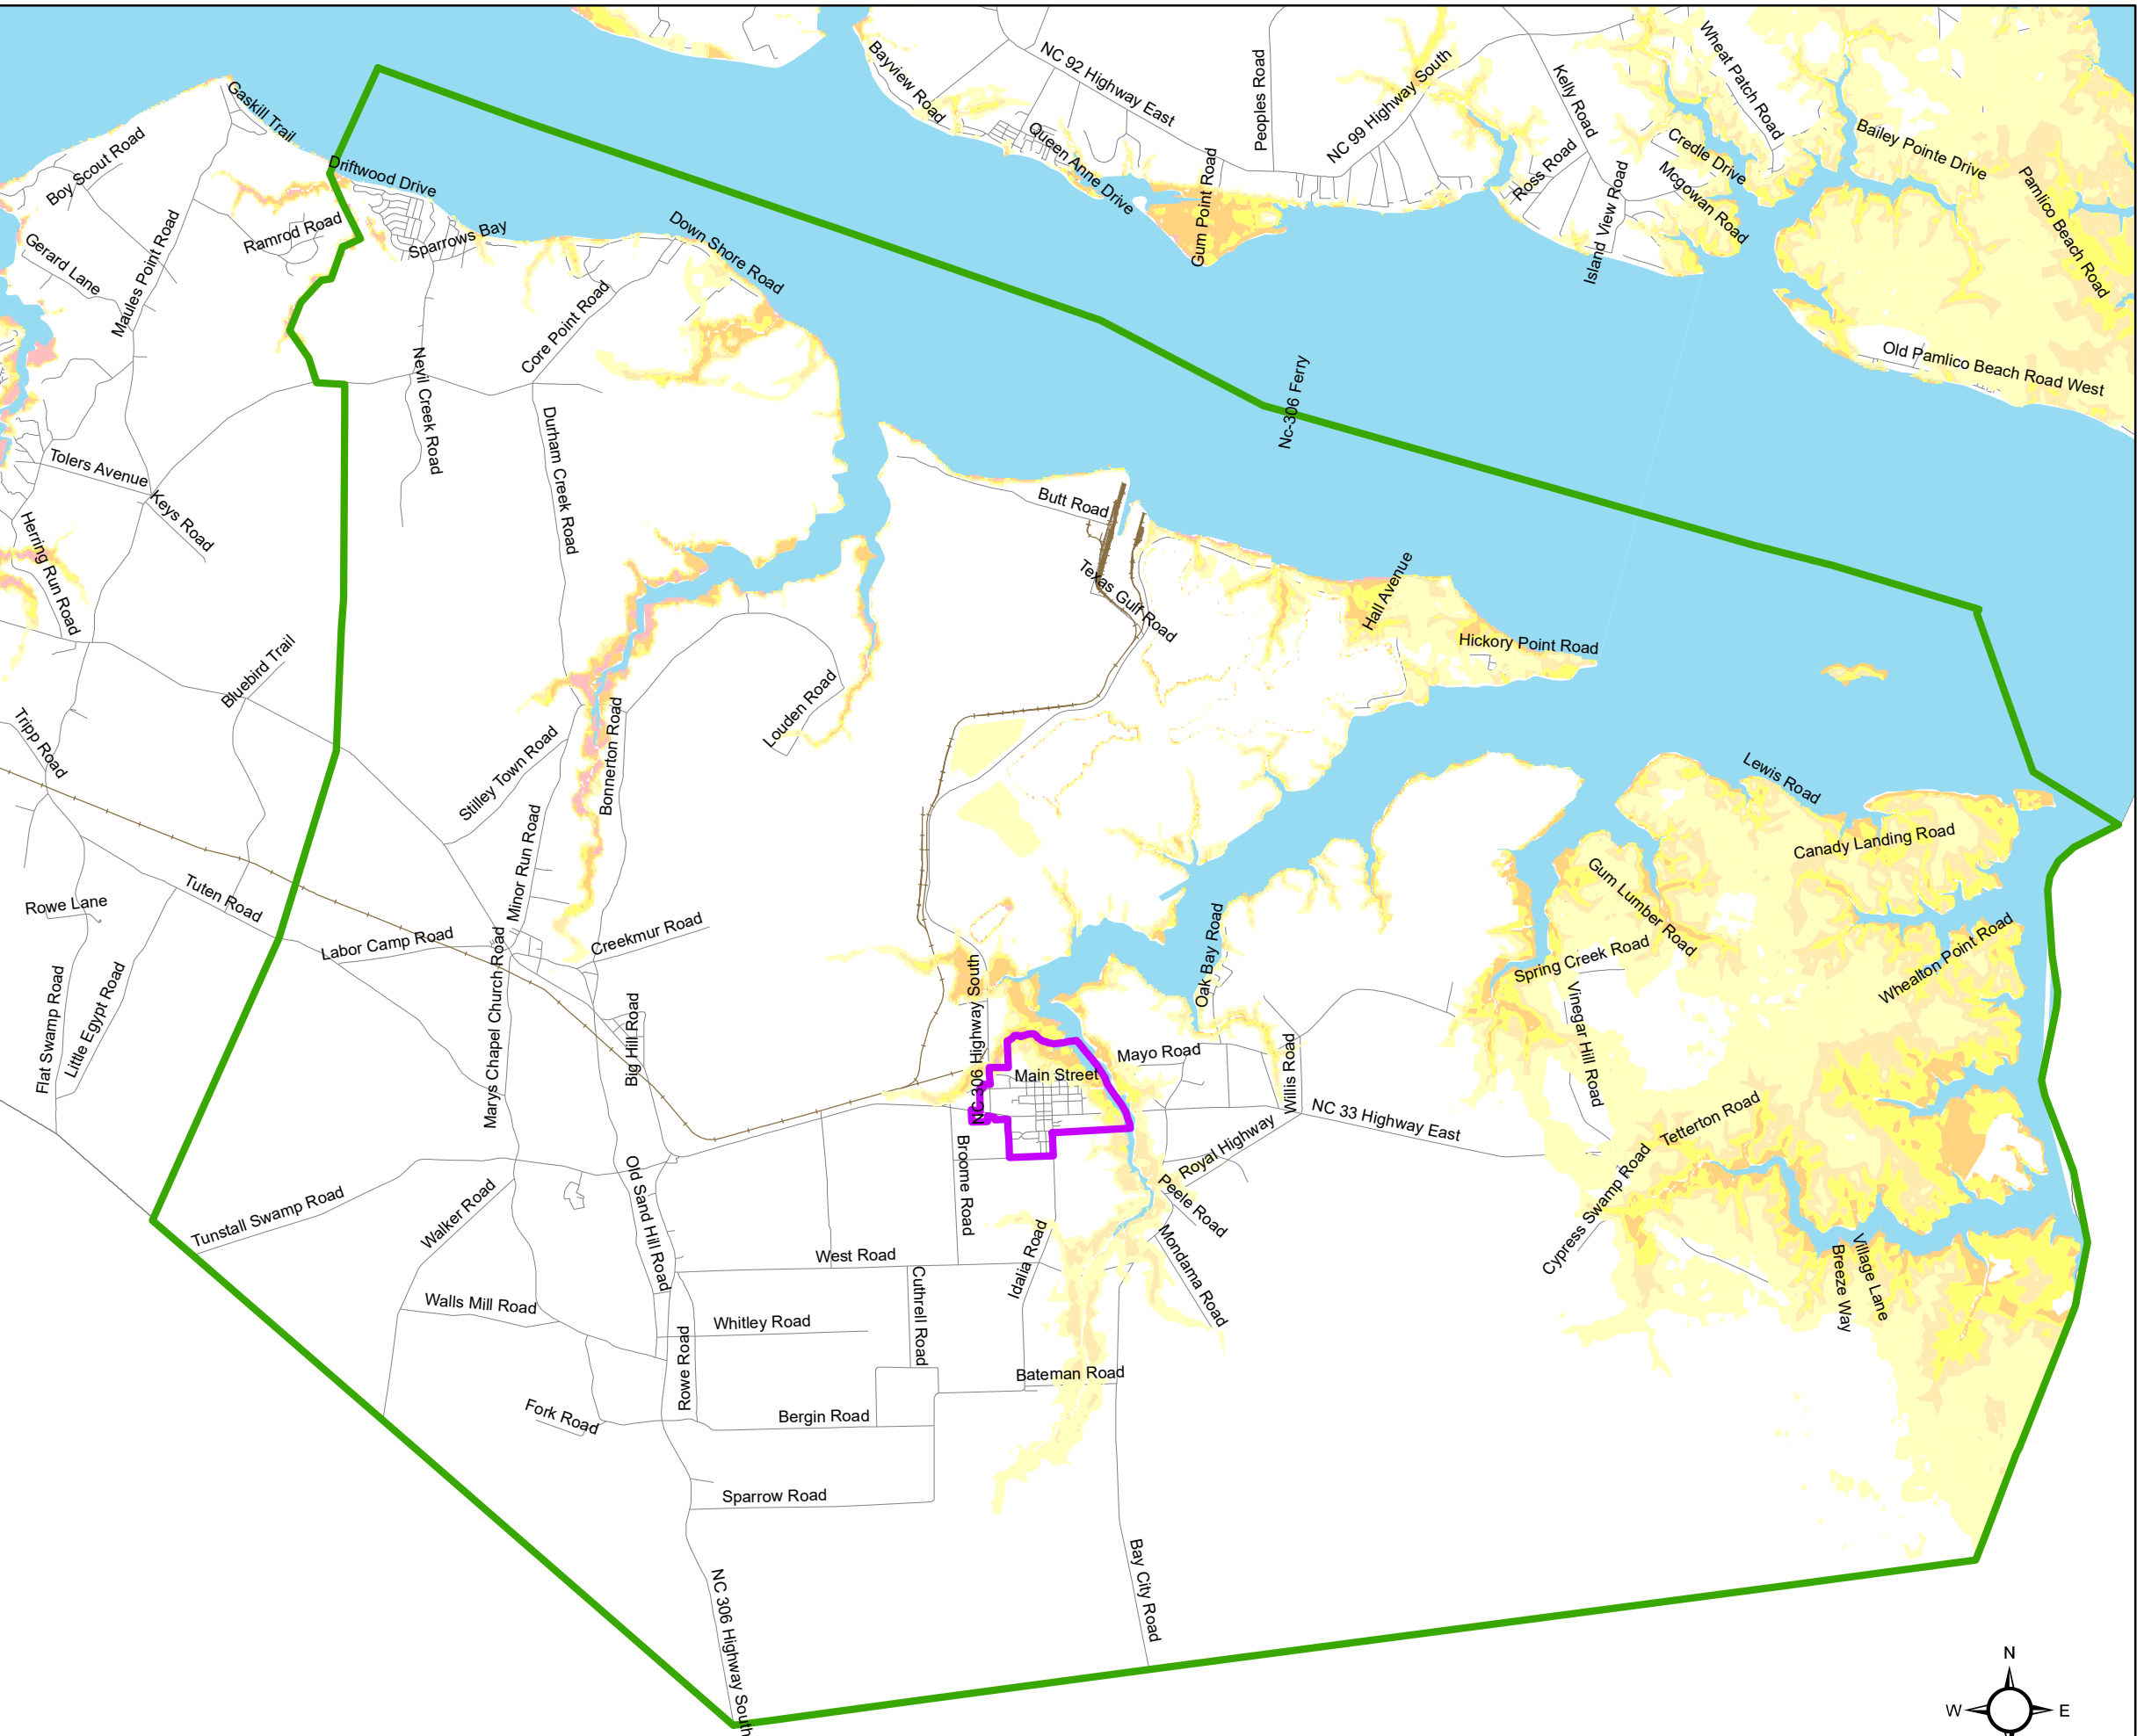 Bayview Road
NC 92 Highway East
Peoples Road
NC 99 Highway South
Kelly Road
Wheat Patch Road
Gaskill Trail
Boy Scout Road
Driftwood Drive
Queen Anne Drive
Gum Point Road
Ross Road
Credle Drive
Mcgowan Road
Bailey Pointe Drive
Pamlico Beach Road
Ramrod Road
Sparrows Bay
Down Shore Road
Island View Road
Gerard Lane
Maules Point Road
Core Point Road
Nevil Creek Road
Nc-306 Ferry
Old Pamlico Beach Road West
Durham Creek Road
Tolers Avenue
Keys Road
Butt Road
Herring Run Road
Texas Gulf Road
Hall Avenue
Hickory Point Road
Bluebird Trail
Louden Road
Tripp Road
Stilley Town Road
Bonnerton Road
Lewis Road
Minor Run Road
Canady Landing Road
Gum Lumber Road
Rowe Lane
Tuten Road
Labor Camp Road
Creekmur Road
Oak Bay Road
Spring Creek Road
Whealton Point Road
Flat Swamp Road
Little Egypt Road
Marys Chapel Church Road
Big Hill Road
NC 306 Highway South
Main Street
Mayo Road
Willis Road
Vinegar Hill Road
NC 33 Highway East
Tetterton Road
Royal Highway
Peele Road
Broome Road
Old Sand Hill Road
Tunstall Swamp Road
Walker Road
Cypress Swamp Road
Mondama Road
West Road
Idalia Road
Village Lane
Breeze Way
Walls Mill Road
Cuthrell Road
Whitley Road
Rowe Road
Bateman Road
Fork Road
Bergin Road
Sparrow Road
Bay City Road
NC 306 Highway South
N
W
E